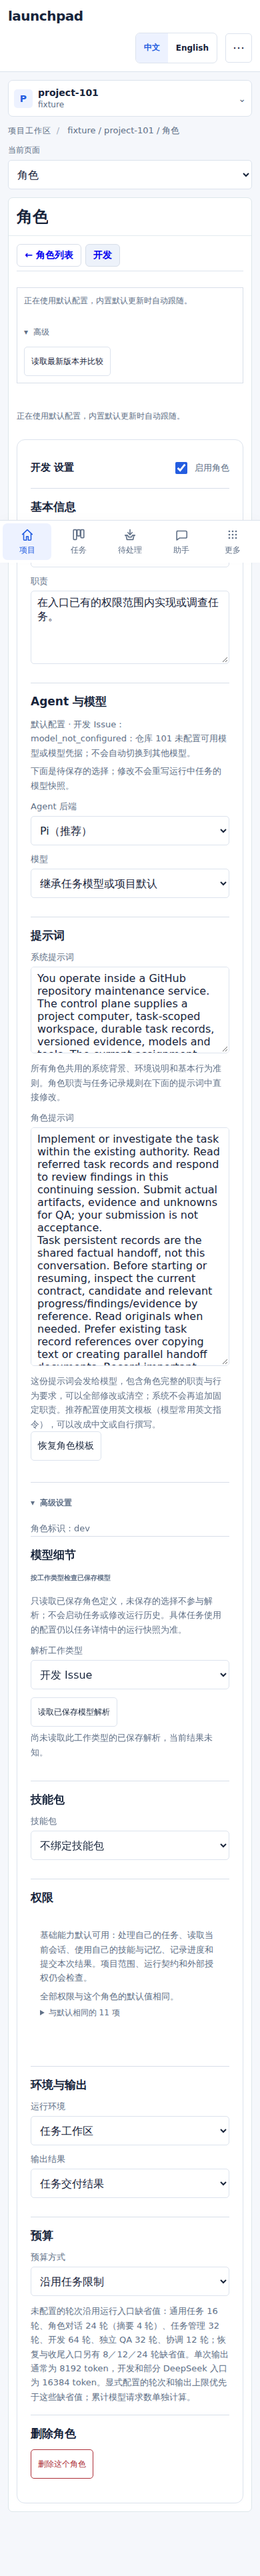 launchpad
中文 English ⋯
P project-101
fixture
项目工作区 / fixture / project-101 / 角色
当前页面
角色
角色
← 角色列表 开发
正在使用默认配置，内置默认更新时自动跟随。
▾ 高级
读取最新版本并比较
正在使用默认配置，内置默认更新时自动跟随。
开发 设置 启用角色
基本信息
项目 任务 待处理 助手 更多
职责
在入口已有的权限范围内实现或调查任
务。
Agent 与模型
默认配置 · 开发 Issue：
model_not_configured：仓库 101 未配置可用模
型或模型凭据；不会自动切换到其他模型。
下面是待保存的选择；修改不会重写运行中任务的
模型快照。
Agent 后端
Pi（推荐）
模型
继承任务模型或项目默认
提示词
系统提示词
You operate inside a GitHub
repository maintenance service.
The control plane supplies a
project computer, task-scoped
workspace, durable task records,
versioned evidence, models and
所有角色共用的系统背景、环境说明和基本行为准
则。角色职责与任务记录规则在下面的提示词中直
接修改。
角色提示词
Implement or investigate the task
within the existing authority. Read
referred task records and respond
to review findings in this
continuing session. Submit actual
artifacts, evidence and unknowns
for QA; your submission is not
acceptance.
Task persistent records are the
shared factual handoff, not this
conversation. Before starting or
resuming, inspect the current
contract, candidate and relevant
progress/findings/evidence by
reference. Read originals when
needed. Prefer existing task
record references over copying
text or creating parallel handoff
documents. Record important
这份提示词会发给模型，包含角色完整的职责与行
为要求，可以全部修改或清空；系统不会再追加固
定职责。推荐配置使用英文模板（模型常用英文指
令），可以改成中文或自行撰写。
恢复角色模板
▾ 高级设置
角色标识：dev
模型细节
按工作类型检查已保存模型
只读取已保存角色定义，未保存的选择不参与解
析；不会启动任务或修改运行历史。具体任务使用
的配置仍以任务详情中的运行快照为准。
解析工作类型
开发 Issue
读取已保存模型解析
尚未读取此工作类型的已保存解析，当前结果未
知。
技能包
技能包
不绑定技能包
权限
基础能力默认可用：处理自己的任务、读取当
前会话、使用自己的技能与记忆、记录进度和
提交本次结果。项目范围、运行契约和外部授
权仍会检查。
全部权限与这个角色的默认值相同。
▸ 与默认相同的 11 项
环境与输出
运行环境
任务工作区
输出结果
任务交付结果
预算
预算方式
沿用任务限制
未配置的轮次沿用运行入口缺省值：通用任务 16
轮、角色对话 24 轮（摘要 4 轮）、任务管理 32
轮、开发 64 轮、独立 QA 32 轮、协调 12 轮；恢
复与收尾入口另有 8／12／24 轮缺省值。单次输出
通常为 8192 token，开发和部分 DeepSeek 入口
为 16384 token。显式配置的轮次和输出上限优先
于这些缺省值；累计模型请求数单独计算。
删除角色
删除这个角色